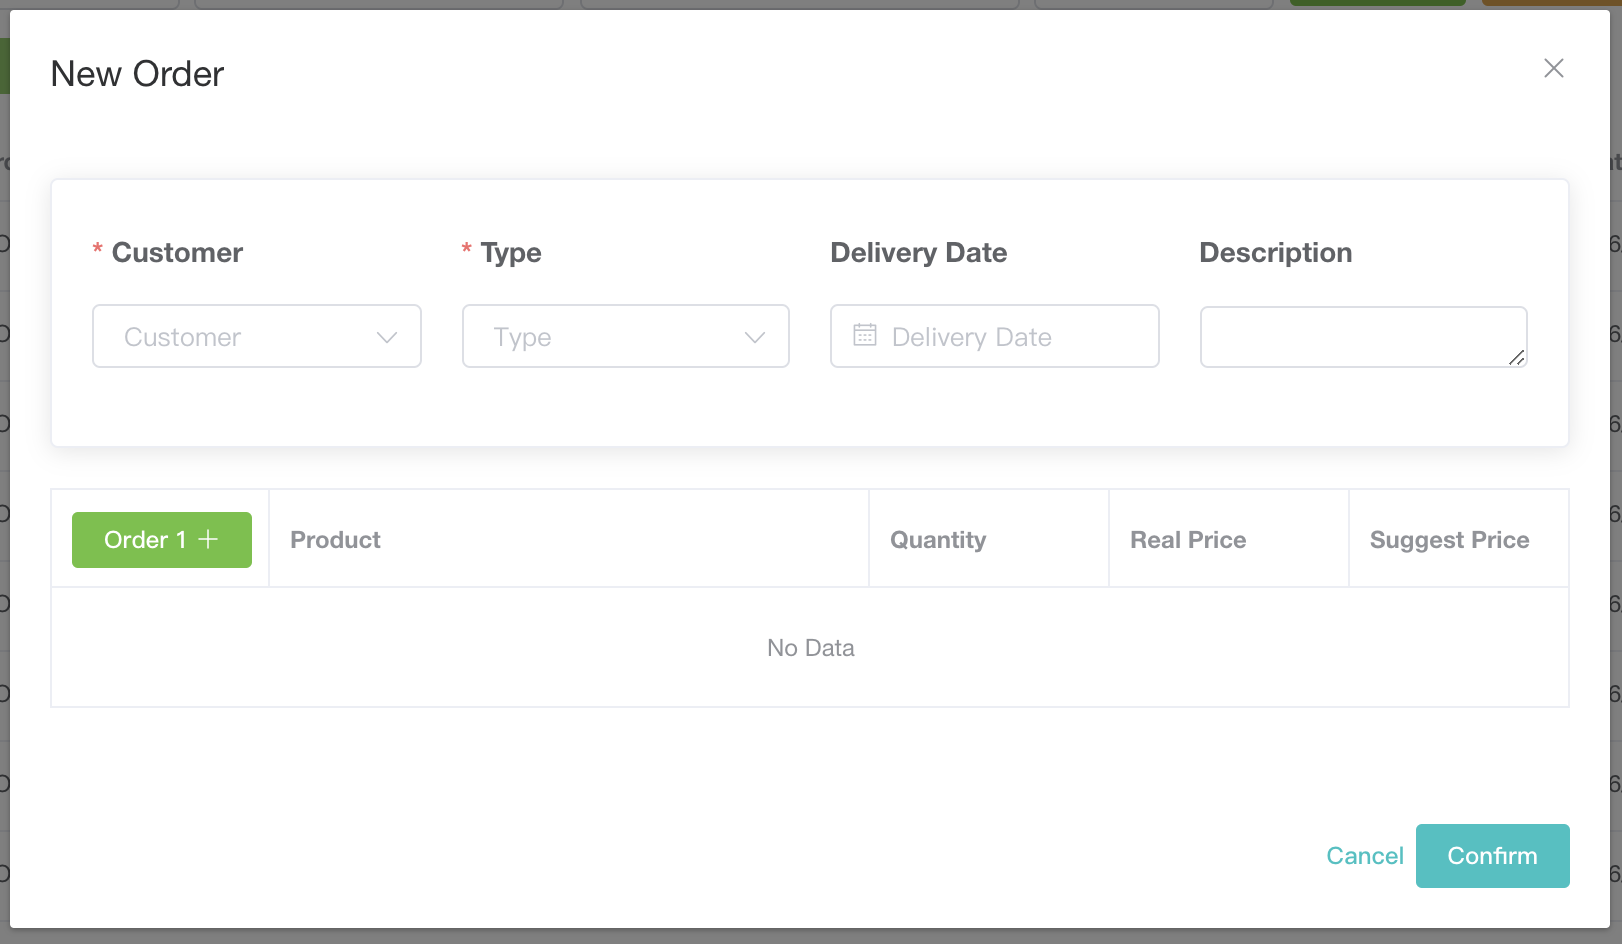 New Order
* Customer * Type Delivery Date Description
Customer Type Delivery Date
Order 1 + Product Quantity Real Price Suggest Price
No Data
Cancel Confirm